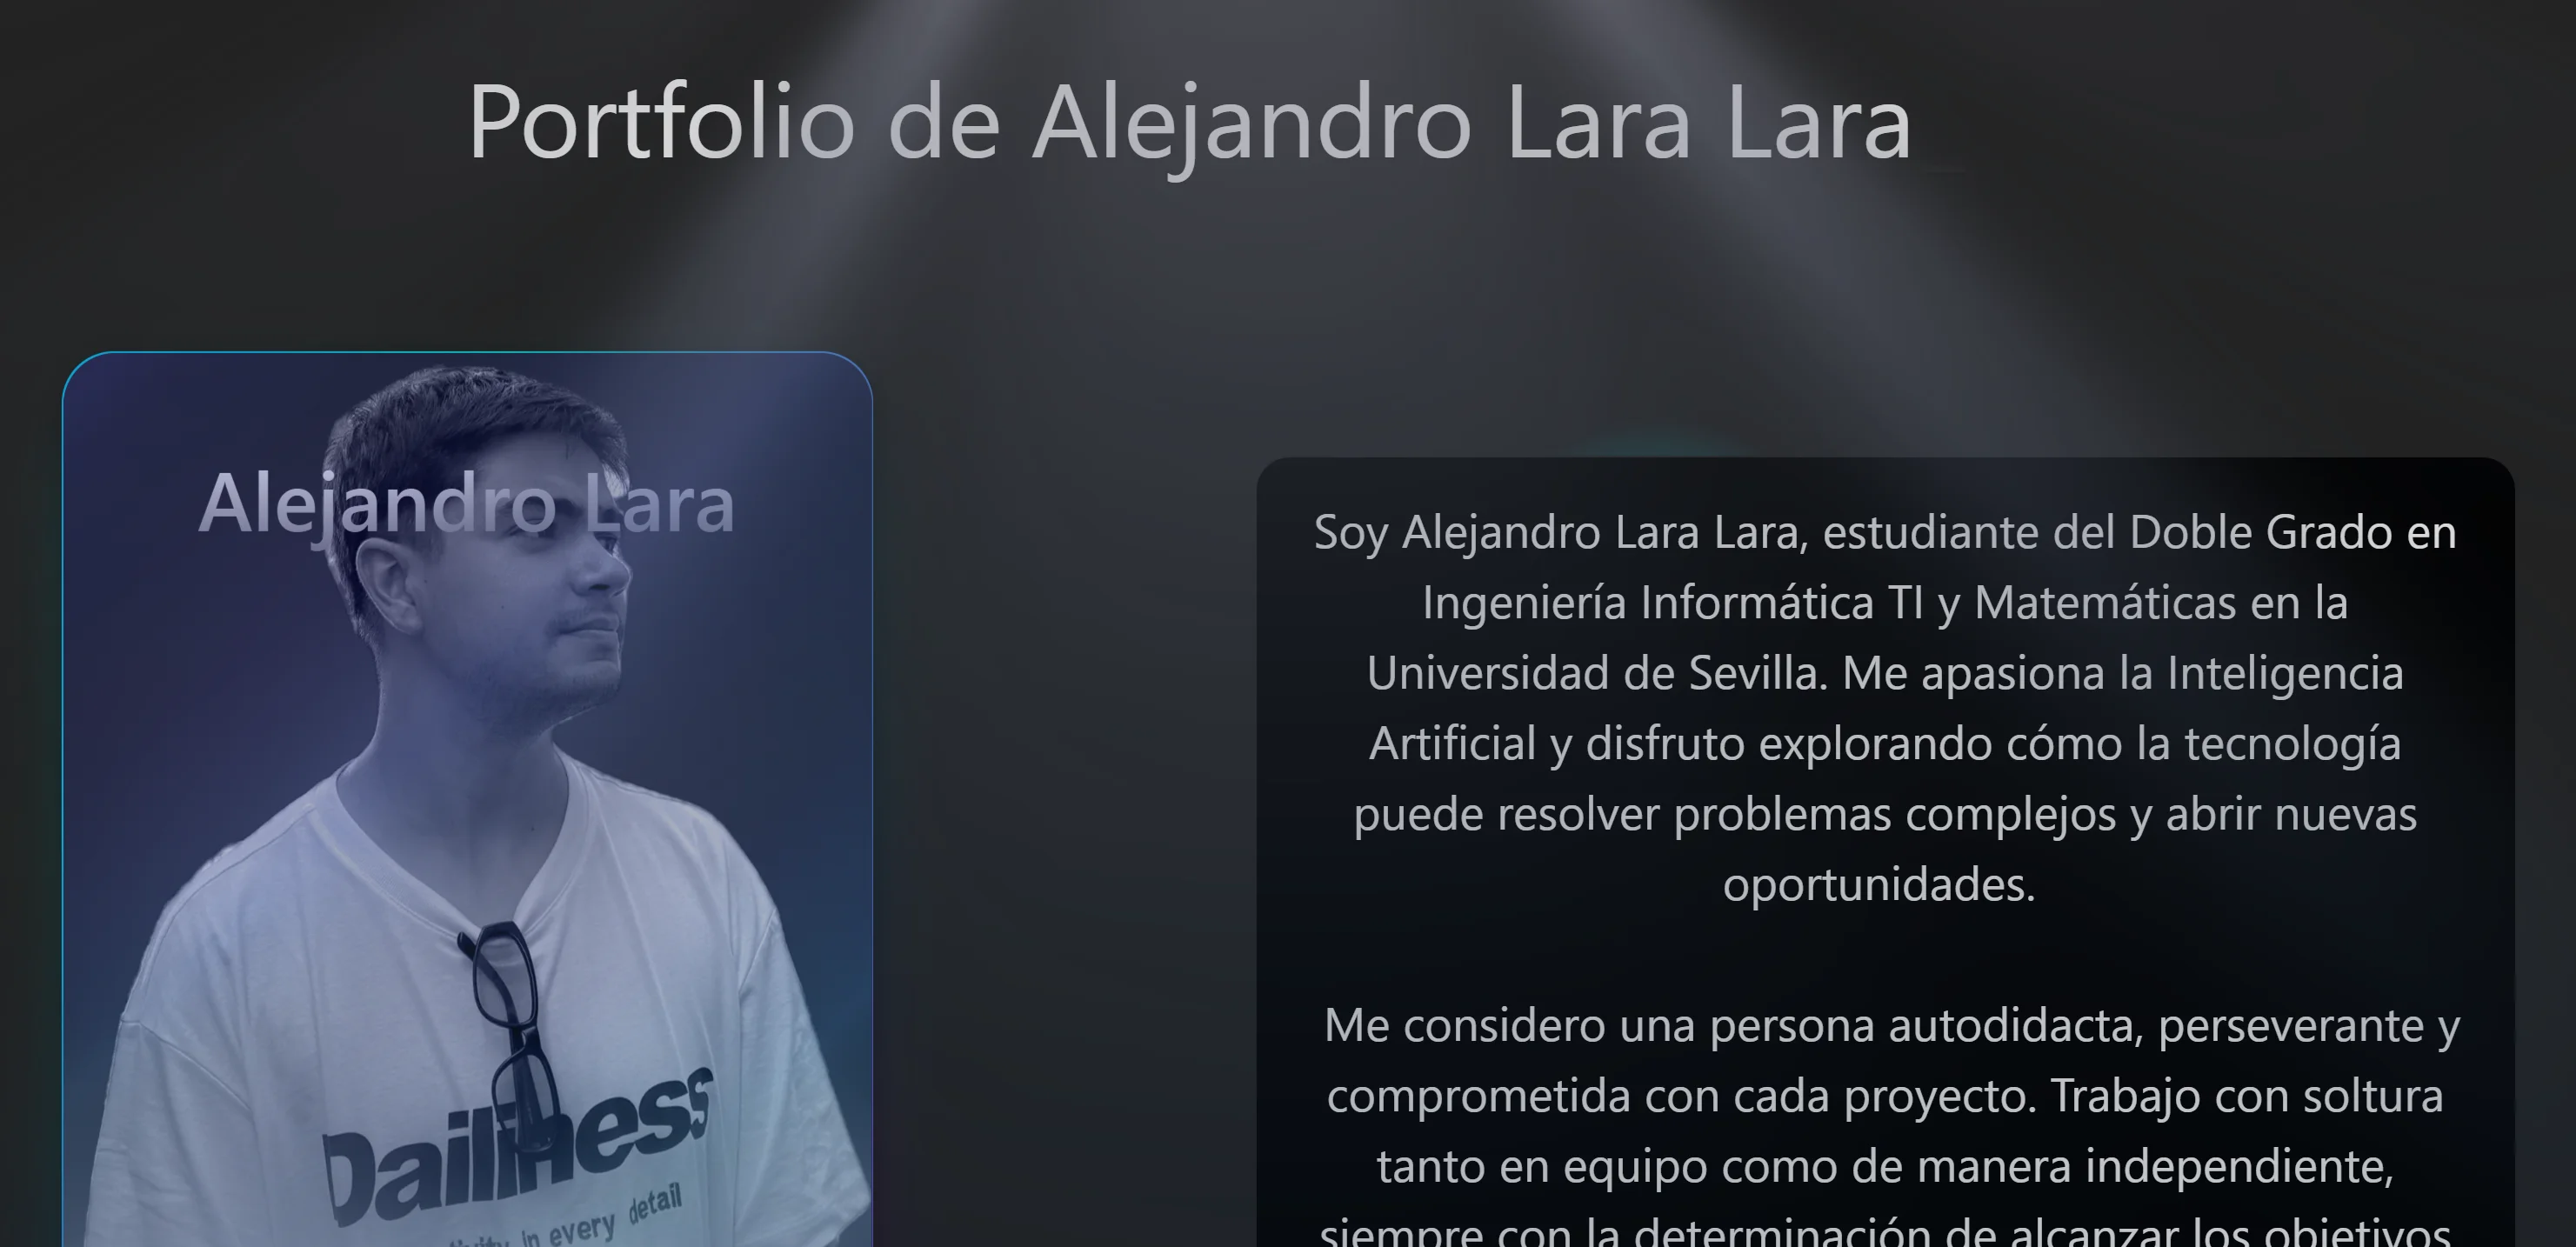 Portfolio de Alejandro Lara Lara
Alejandro Lara
Dailiness
in every detail
Soy Alejandro Lara Lara, estudiante del Doble Grado en
Ingeniería Informática TI y Matemáticas en la
Universidad de Sevilla. Me apasiona la Inteligencia
Artificial y disfruto explorando cómo la tecnología
puede resolver problemas complejos y abrir nuevas
oportunidades.
Me considero una persona autodidacta, perseverante y
comprometida con cada proyecto. Trabajo con soltura
tanto en equipo como de manera independiente,
siempre con la determinación de alcanzar los objetivos